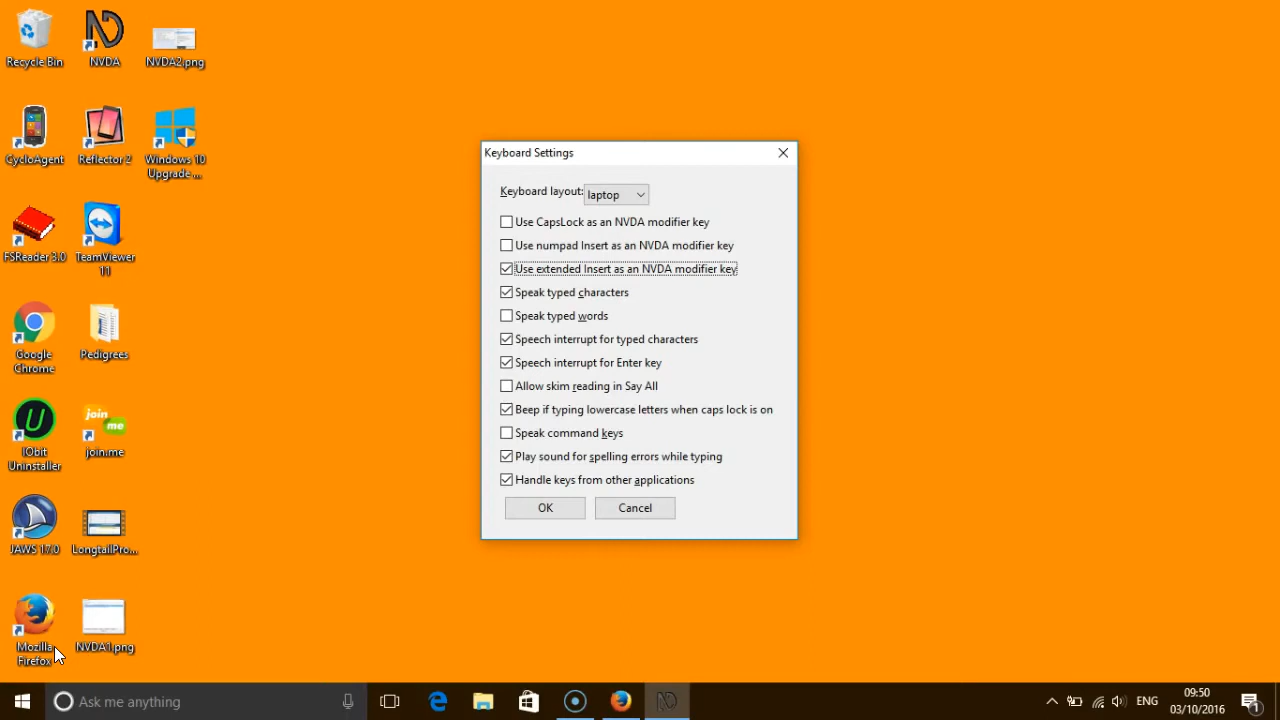 Recycle Bin
NVDA
NVDA2.png
CycloAgent
Reflector 2
Windows 10
Upgrade ...
FSReader 3.0
TeamViewer
11
Google
Chrome
Pedigrees
IObit
Uninstaller
join
me
join.me
JAWS 17.0
LongtailPro...
Mozilla
Firefox
NVDA1.png
Keyboard Settings
Keyboard layout: laptop
Use CapsLock as an NVDA modifier key
Use numpad Insert as an NVDA modifier key
Use extended Insert as an NVDA modifier key
Speak typed characters
Speak typed words
Speech interrupt for typed characters
Speech interrupt for Enter key
Allow skim reading in Say All
Beep if typing lowercase letters when caps lock is on
Speak command keys
Play sound for spelling errors while typing
Handle keys from other applications
OK
Cancel
Ask me anything
ENG
09:50
03/10/2016
1